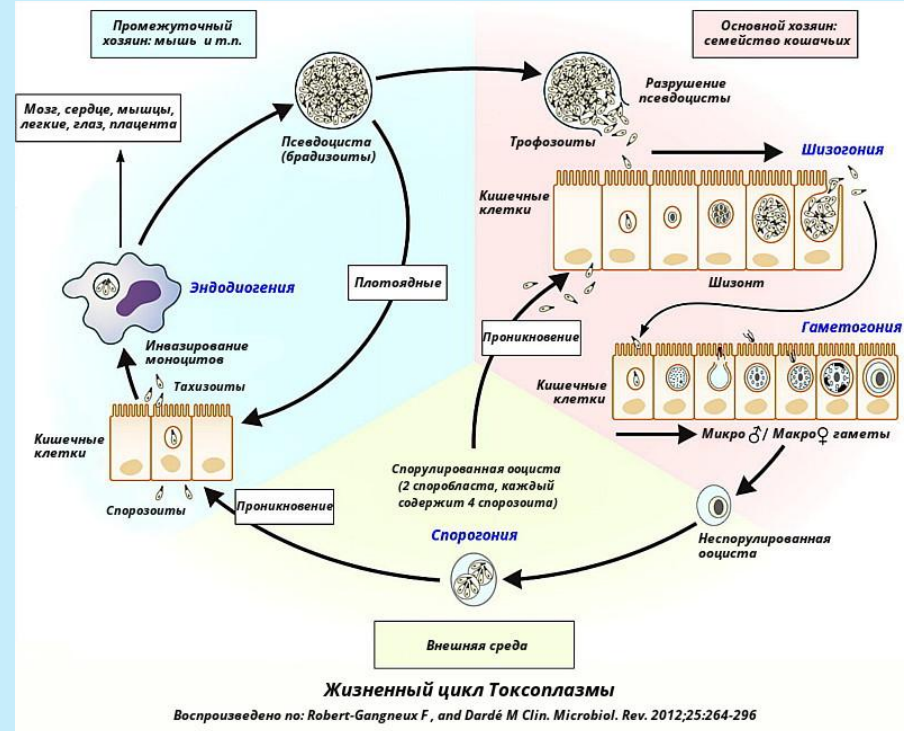 Промежуточный
хозяин: мышь и т.п.
Основной хозяин:
семейство кошачьих
Мозг, сердце, мышцы,
легкие, глаз, плацента
Псевдоциста
(брадизоиты)
Разрушение
псевдоцисты
Трофозоиты
Шизогония
Кишечные
клетки
Шизонт
Эндодиогения
Плотоядные
Инвазирование
моноцитов
Тахизоиты
Проникновение
Гаметогония
Кишечные
клетки
Микро ♂ / Макро♀ гаметы
Кишечные
клетки
Спорозоиты
Проникновение
Спорулированная ооциста
(2 споробласта, каждый
содержит 4 спорозоита)
Спорогония
Неспорулированная
ооциста
Внешняя среда
Жизненный цикл Токсоплазмы
Воспроизведено по: Robert-Gangneux F , and Dardé M Clin. Microbiol. Rev. 2012;25:264-296